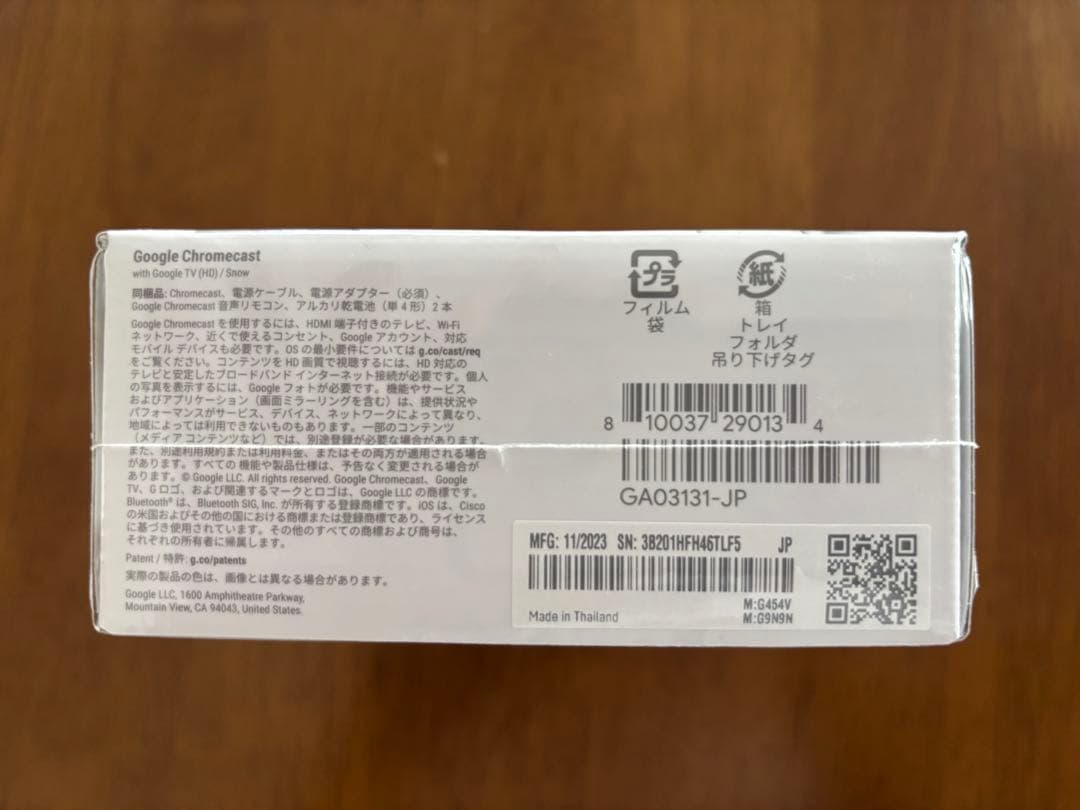 Google Chromecast
with Google TV (HD) / Snow
同梱品: Chromecast、電源ケーブル、電源アダプター（必須）、
Google Chromecast 音声リモコン、アルカリ乾電池（単 4 形）2 本
Google Chromecast を使用するには、HDMI 端子付きのテレビ、Wi-Fi
ネットワーク、近くで使えるコンセント、Google アカウント、対応
モバイル デバイスも必要です。OS の最小要件については g.co/cast/req
をご覧ください。コンテンツを HD 画質で視聴するには、HD 対応の
テレビと安定したブロードバンド インターネット接続が必要です。個人
の写真を表示するには、Google フォトが必要です。機能やサービス
およびアプリケーション（画面ミラーリングを含む）は、提供状況や
パフォーマンスがサービス、デバイス、ネットワークによって異なり、
地域によっては利用できないものもあります。一部のコンテンツ
（メディア コンテンツなど）では、別途登録が必要な場合があります。
また、別途利用規約または利用料金、またはその両方が適用される場合
があります。すべての 機能や製品仕様は、予告なく変更される場合が
あります。© Google LLC. All rights reserved. Google Chromecast、Google
TV、G ロゴ、および関連するマークとロゴは、Google LLC の商標です。
Bluetooth® は、Bluetooth SIG, Inc. が所有する登録商標です。iOS は、Cisco
の米国およびその他の国における商標または登録商標であり、ライセンス
に基づき使用されています。その他のすべての商標および商号は、
それぞれの所有者に帰属します。
Patent / 特許: g.co/patents
実際の製品の色は、画像とは異なる場合があります。
Google LLC, 1600 Amphitheatre Parkway,
Mountain View, CA 94043, United States.
プラ
フィルム
袋
紙
箱
トレイ
フォルダ
吊り下げタグ
8 10037 29013 4
GA03131-JP
MFG: 11/2023 SN: 3B201HFH46TLF5 JP
Made in Thailand
M:G454V
M:G9N9N